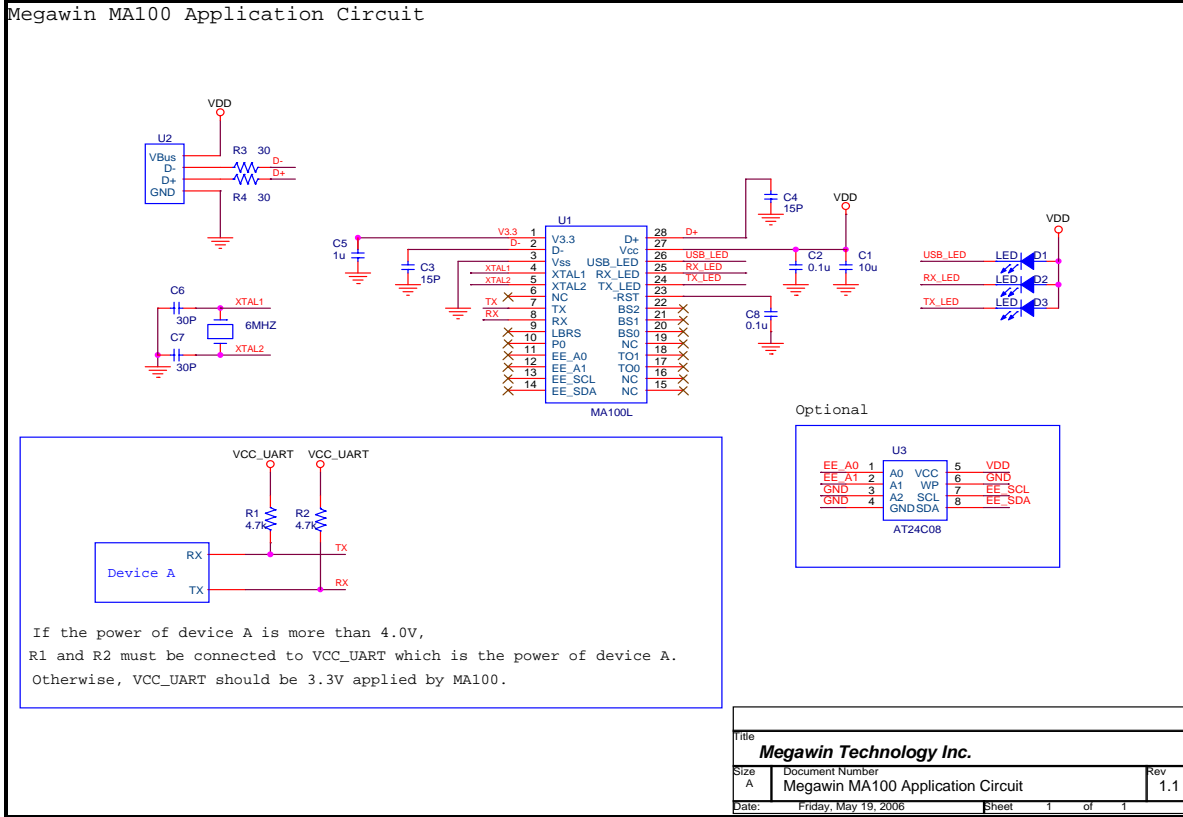 Megawin MA100 Application Circuit
VDD
U2
VBus
D-
D+
GND
R3 30
D-
D+
R4 30
C4
15P
VDD
VDD
U1
V3.3 1 V3.3 D+ 28 D+
D- 2 D- Vcc 27
3 Vss USB_LED 26 USB_LED
XTAL1 4 XTAL1 RX_LED 25 RX_LED
XTAL2 5 XTAL2 TX_LED 24 TX_LED
6 NC -RST 23
TX 7 TX BS2 22
RX 8 RX BS1 21
9 LBRS BS0 20
10 P0 NC 19
11 EE_A0 TO1 18
12 EE_A1 TO0 17
13 EE_SCL NC 16
14 EE_SDA NC 15
MA100L
C5
1u
C3
15P
C2
0.1u
C1
10u
C8
0.1u
USB_LED LED D1
RX_LED LED D2
TX_LED LED D3
C6
30P
XTAL1
6MHZ
C7
30P
XTAL2
Optional
U3
EE_A0 1 A0 VCC 5 VDD
EE_A1 2 A1 WP 6 GND
GND 3 A2 SCL 7 EE_SCL
GND 4 GND SDA 8 EE_SDA
AT24C08
VCC_UART VCC_UART
R1
4.7k
R2
4.7k
RX TX
Device A
TX RX
If the power of device A is more than 4.0V,
R1 and R2 must be connected to VCC_UART which is the power of device A.
Otherwise, VCC_UART should be 3.3V applied by MA100.
Title
Megawin Technology Inc.
Size Document Number Rev
A Megawin MA100 Application Circuit 1.1
Date: Friday, May 19, 2006 Sheet 1 of 1